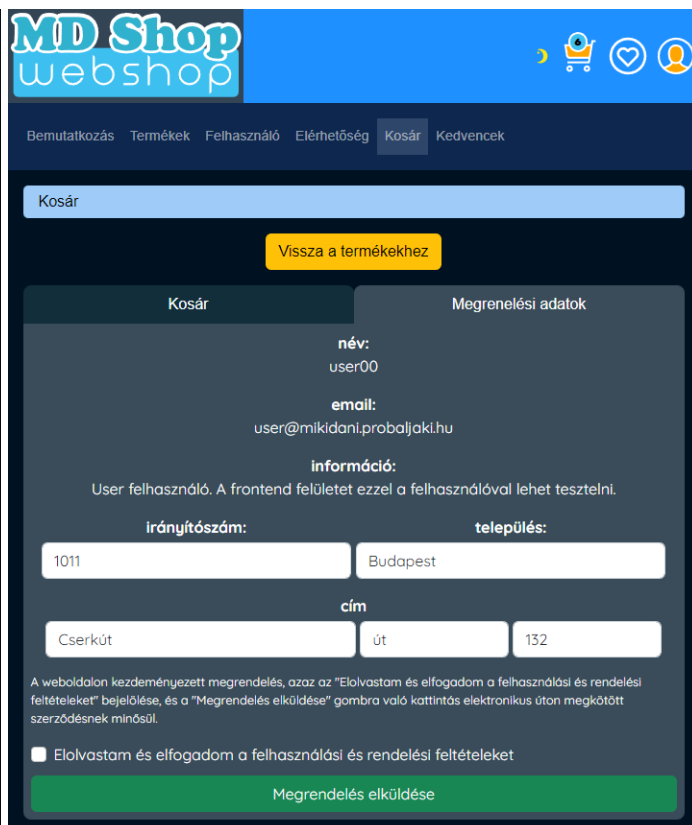 MD Shop
webshop
6
Bemutatkozás Termékek Felhasználó Elérhetőség Kosár Kedvencek
Kosár
Vissza a termékekhez
Kosár Megrenelési adatok
név:
user00
email:
user@mikidani.probaljaki.hu
információ:
User felhasználó. A frontend felületet ezzel a felhasználóval lehet tesztelni.
irányítószám: település:
1011 Budapest
cím
Cserkút út 132
A weboldalon kezdeményezett megrendelés, azaz az "Elolvastam és elfogadom a felhasználási és rendelési
feltételeket" bejelölése, és a "Megrendelés elküldése" gombra való kattintás elektronikus úton megkötött
szerződésnek minősül.
Elolvastam és elfogadom a felhasználási és rendelési feltételeket
Megrendelés elküldése